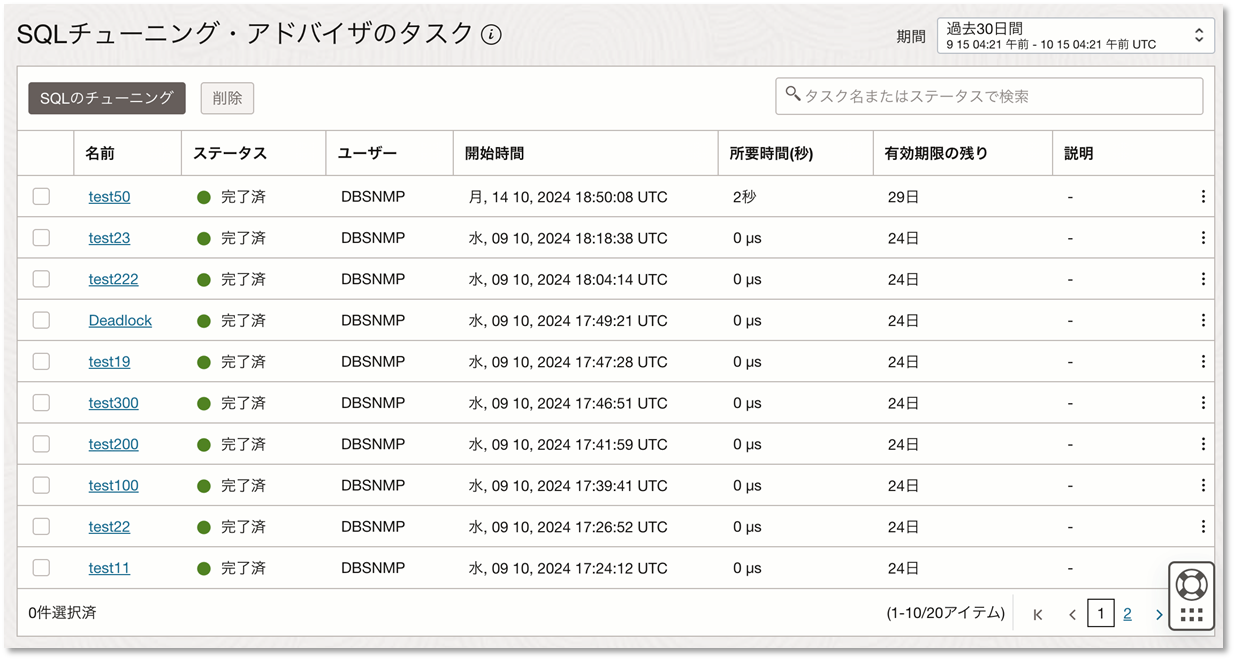 SQLチューニング・アドバイザのタスク
期間
過去30日間
9 15 04:21 午前 - 10 15 04:21 午前 UTC
SQLのチューニング 削除
タスク名またはステータスで検索
名前 ステータス ユーザー 開始時間 所要時間(秒) 有効期限の残り 説明
test50 完了済 DBSNMP 月, 14 10, 2024 18:50:08 UTC 2秒 29日 -
test23 完了済 DBSNMP 水, 09 10, 2024 18:18:38 UTC 0 µs 24日 -
test222 完了済 DBSNMP 水, 09 10, 2024 18:04:14 UTC 0 µs 24日 -
Deadlock 完了済 DBSNMP 水, 09 10, 2024 17:49:21 UTC 0 µs 24日 -
test19 完了済 DBSNMP 水, 09 10, 2024 17:47:28 UTC 0 µs 24日 -
test300 完了済 DBSNMP 水, 09 10, 2024 17:46:51 UTC 0 µs 24日 -
test200 完了済 DBSNMP 水, 09 10, 2024 17:41:59 UTC 0 µs 24日 -
test100 完了済 DBSNMP 水, 09 10, 2024 17:39:41 UTC 0 µs 24日 -
test22 完了済 DBSNMP 水, 09 10, 2024 17:26:52 UTC 0 µs 24日 -
test11 完了済 DBSNMP 水, 09 10, 2024 17:24:12 UTC 0 µs 24日 -
0件選択済 (1-10/20アイテム) 1 2